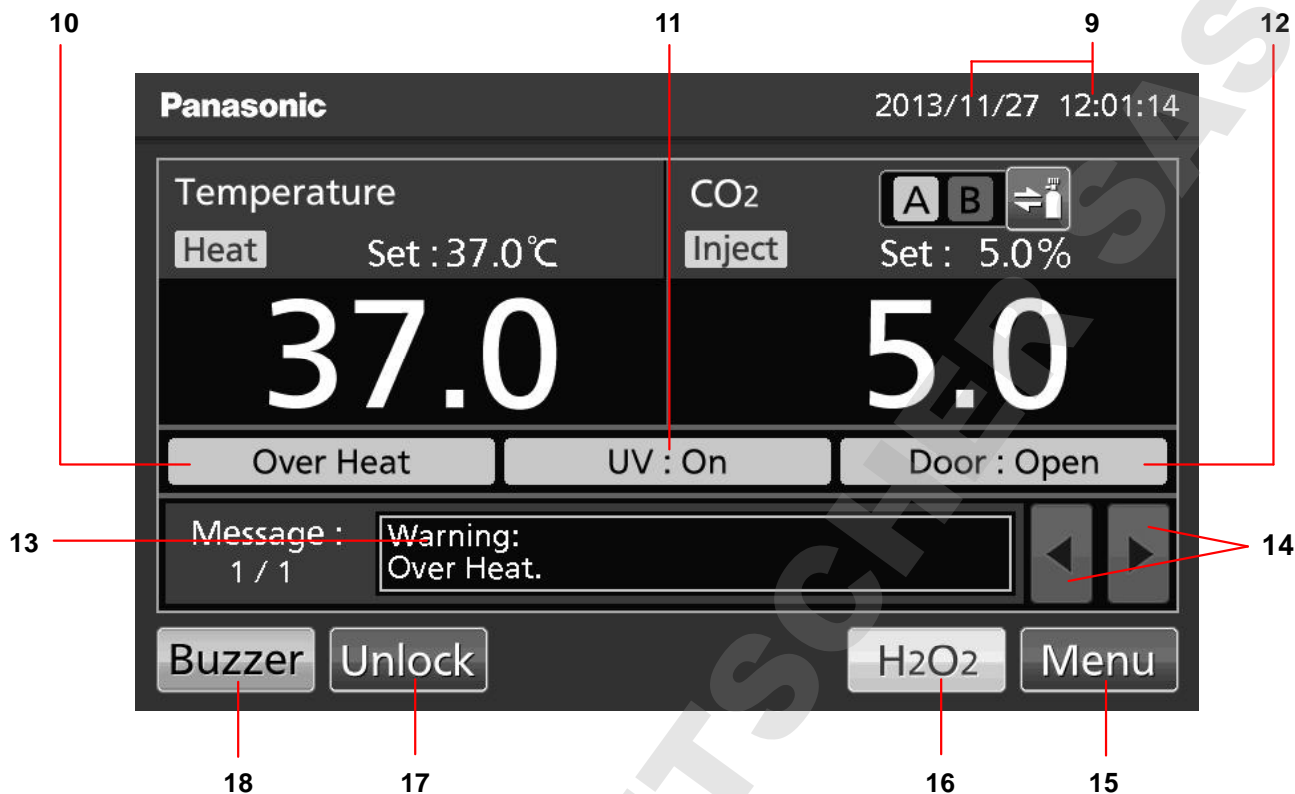 10 11 9 12
Panasonic 2013/11/27 12:01:14
Temperature CO2 A B
Heat Set : 37.0℃ Inject Set : 5.0%
37.0 5.0
Over Heat UV : On Door : Open
13 Message : Warning: 14
1 / 1 Over Heat.
Buzzer Unlock H2O2 Menu
18 17 16 15